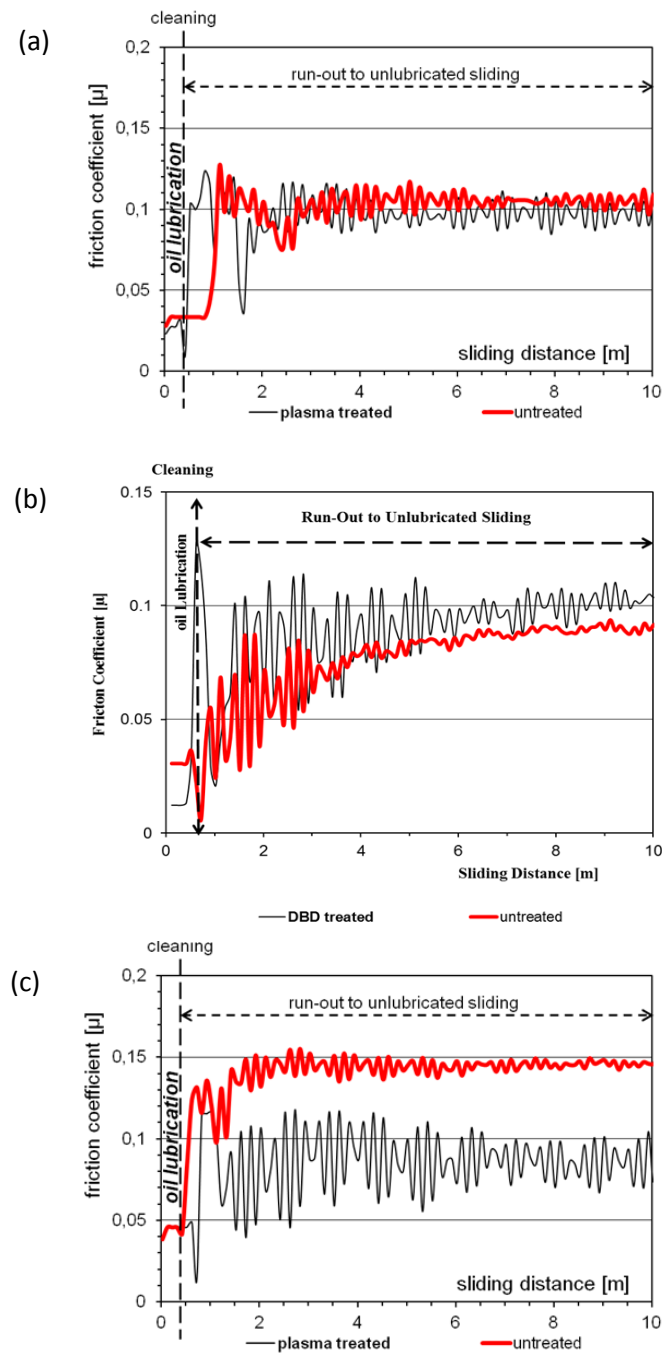 cleaning
(a)
0,2
run-out to unlubricated sliding
friction coefficient [µ]
0,15
oil lubrication
0,1
0,05
sliding distance [m]
0
0 2 4 6 8 10
plasma treated untreated
Cleaning
(b)
0.15
Run-Out to Unlubricated Sliding
Fricton Coefficient [µ]
oil Lubrication
0.1
0.05
0
0 2 4 6 8 10
Sliding Distance [m]
DBD treated untreated
cleaning
(c)
0,2
run-out to unlubricated sliding
friction coefficient [µ]
0,15
oil lubrication
0,1
0,05
sliding distance [m]
0
0 2 4 6 8 10
plasma treated untreated